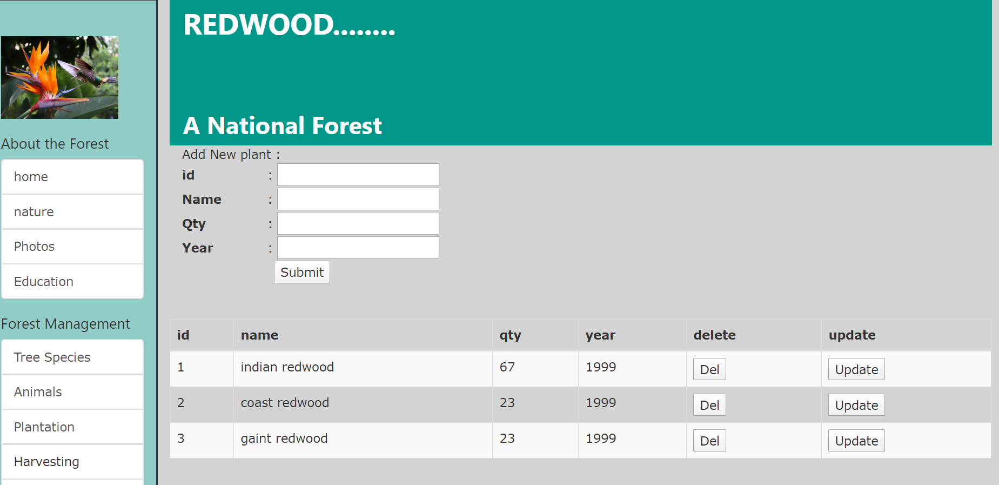 REDWOOD........
A National Forest
About the Forest
home
nature
Photos
Education
Forest Management
Tree Species
Animals
Plantation
Harvesting
Add New plant :
id :
Name :
Qty :
Year :
Submit
id name qty year delete update
1 indian redwood 67 1999 Del Update
2 coast redwood 23 1999 Del Update
3 gaint redwood 23 1999 Del Update